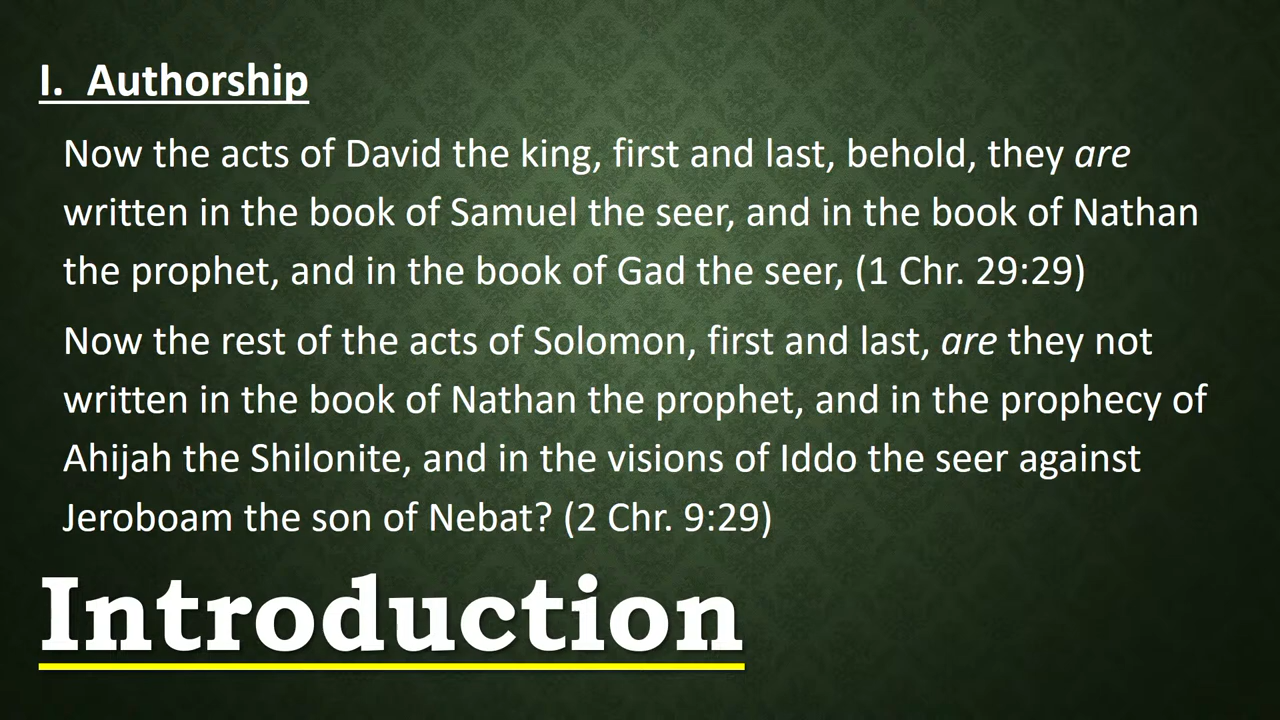 I. Authorship
Now the acts of David the king, first and last, behold, they are
written in the book of Samuel the seer, and in the book of Nathan
the prophet, and in the book of Gad the seer, (1 Chr. 29:29)
Now the rest of the acts of Solomon, first and last, are they not
written in the book of Nathan the prophet, and in the prophecy of
Ahijah the Shilonite, and in the visions of Iddo the seer against
Jeroboam the son of Nebat? (2 Chr. 9:29)
Introduction